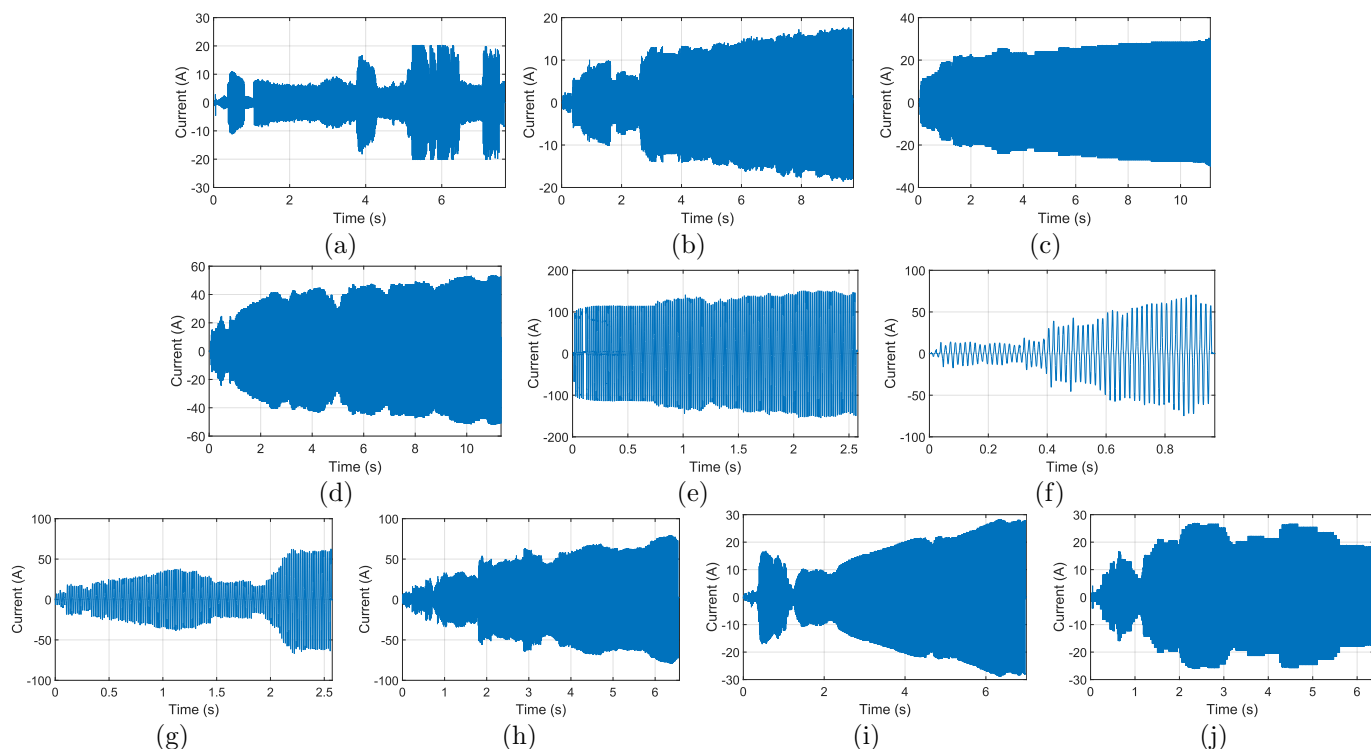 30
20
10
0
-10
-20
-30
Current (A)
0 2 4 6
Time (s)
(a)
20
10
0
-10
-20
Current (A)
0 2 4 6 8
Time (s)
(b)
40
20
0
-20
-40
Current (A)
0 2 4 6 8 10
Time (s)
(c)
60
40
20
0
-20
-40
-60
Current (A)
0 2 4 6 8 10
Time (s)
(d)
200
100
0
-100
-200
Current (A)
0 0.5 1 1.5 2 2.5
Time (s)
(e)
100
50
0
-50
-100
Current (A)
0 0.2 0.4 0.6 0.8
Time (s)
(f)
100
50
0
-50
-100
Current (A)
0 0.5 1 1.5 2 2.5
Time (s)
(g)
100
50
0
-50
-100
Current (A)
0 1 2 3 4 5 6
Time (s)
(h)
30
20
10
0
-10
-20
-30
Current (A)
0 2 4 6
Time (s)
(i)
30
20
10
0
-10
-20
-30
Current (A)
0 1 2 3 4 5 6
Time (s)
(j)